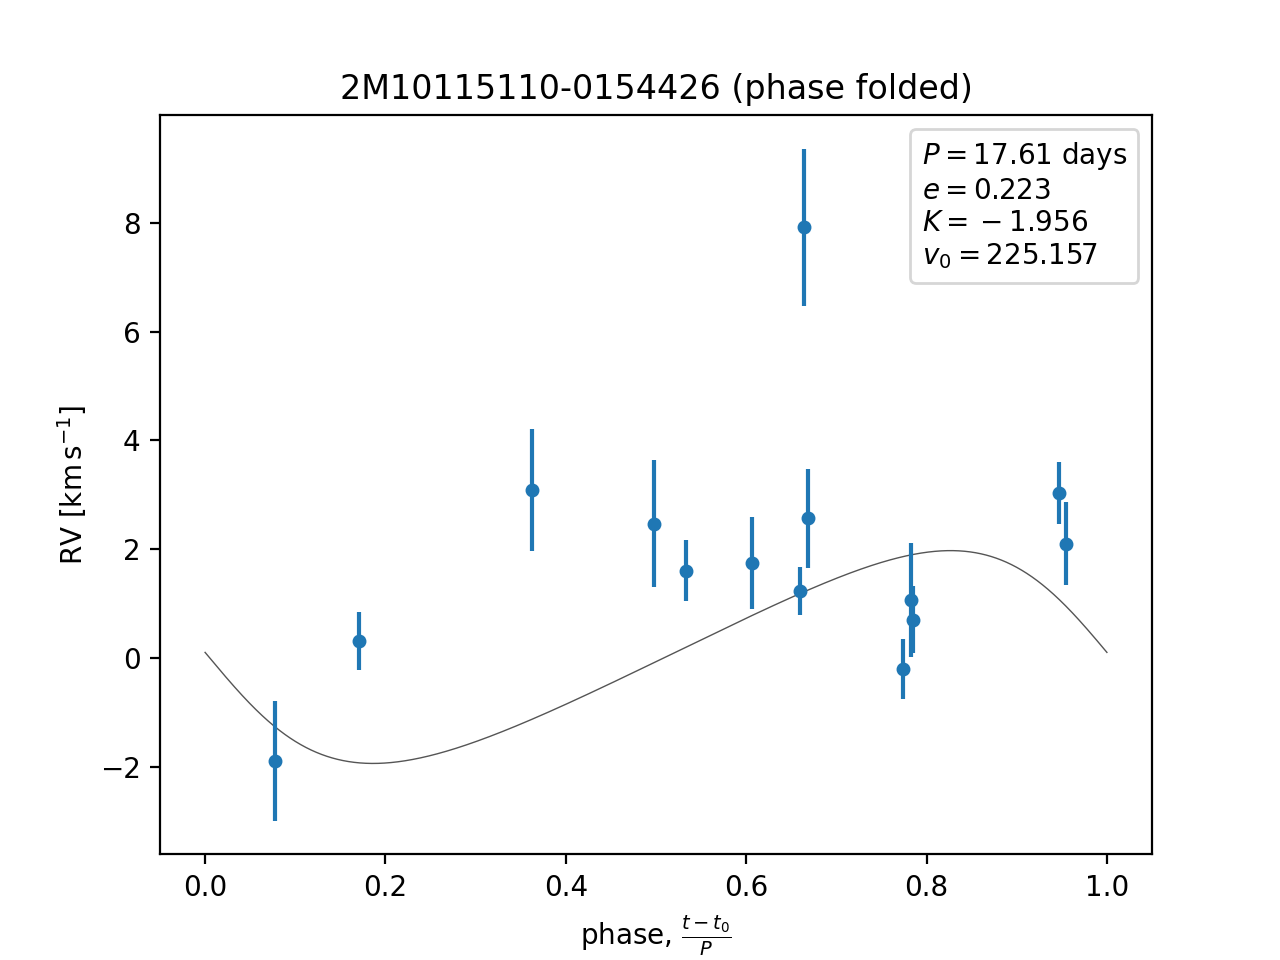 2M10115110-0154426 (phase folded)
P = 17.61 days
e = 0.223
K = −1.956
v₀ = 225.157
8
6
4
2
0
−2
RV [km s⁻¹]
0.0 0.2 0.4 0.6 0.8 1.0
phase, (t − t₀)/P